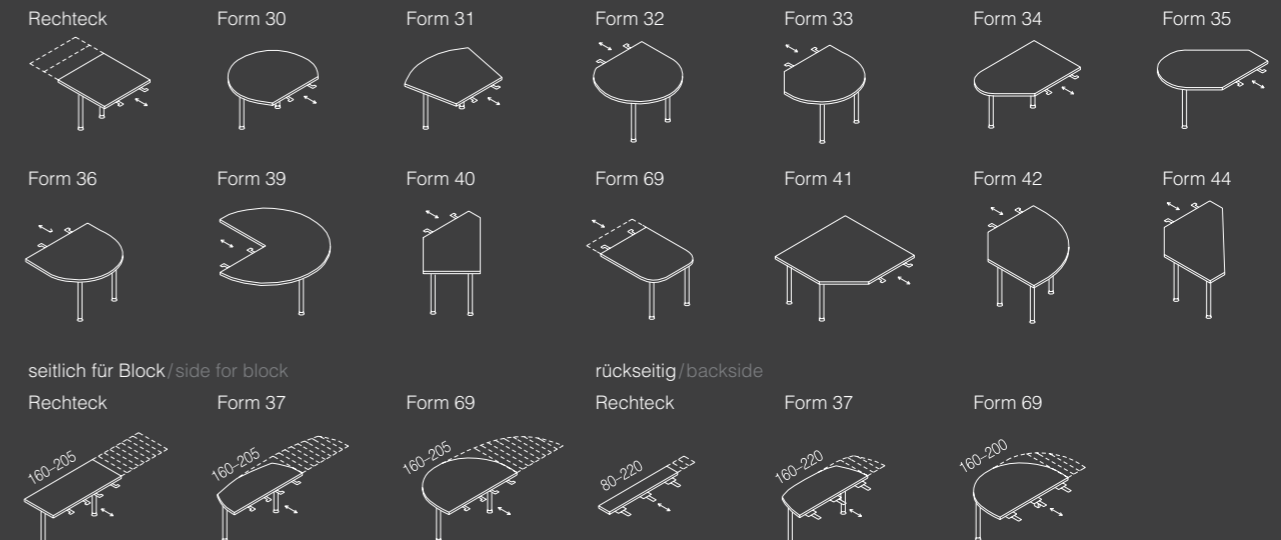 Rechteck
Form 30
Form 31
Form 32
Form 33
Form 34
Form 35
Form 36
Form 39
Form 40
Form 69
Form 41
Form 42
Form 44
seitlich für Block/side for block
rückseitig/backside
Rechteck
Form 37
Form 69
Rechteck
Form 37
Form 69
160–205
160–205
160–205
80–220
160–220
160–200